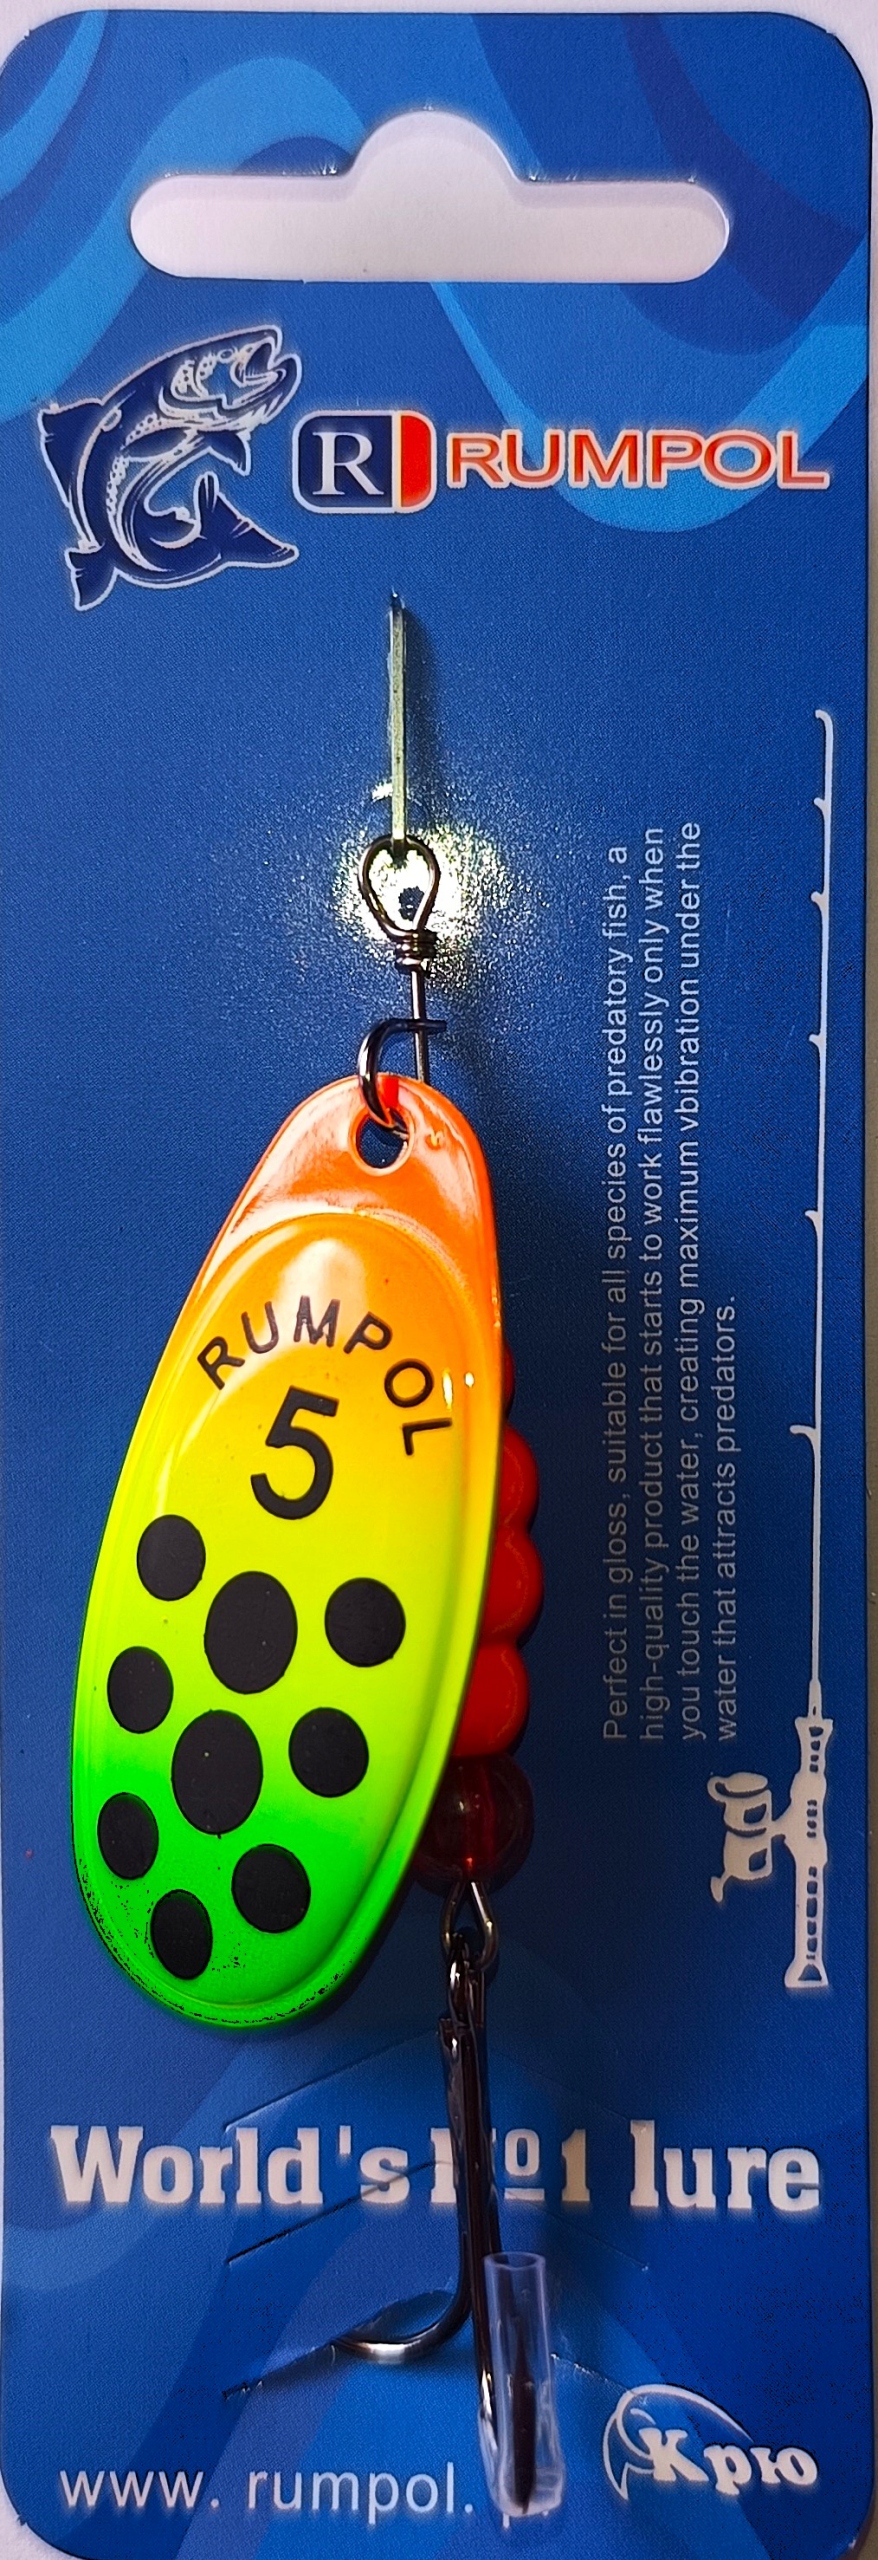 R RUMPOL
RUMPOL
5
Perfect in gloss, suitable for all species of predatory fish, a
high-quality product that starts to work flawlessly only when
you touch the water, creating maximum vbibration under the
water that attracts predators.
World's №1 lure
www. rumpol.
Крю